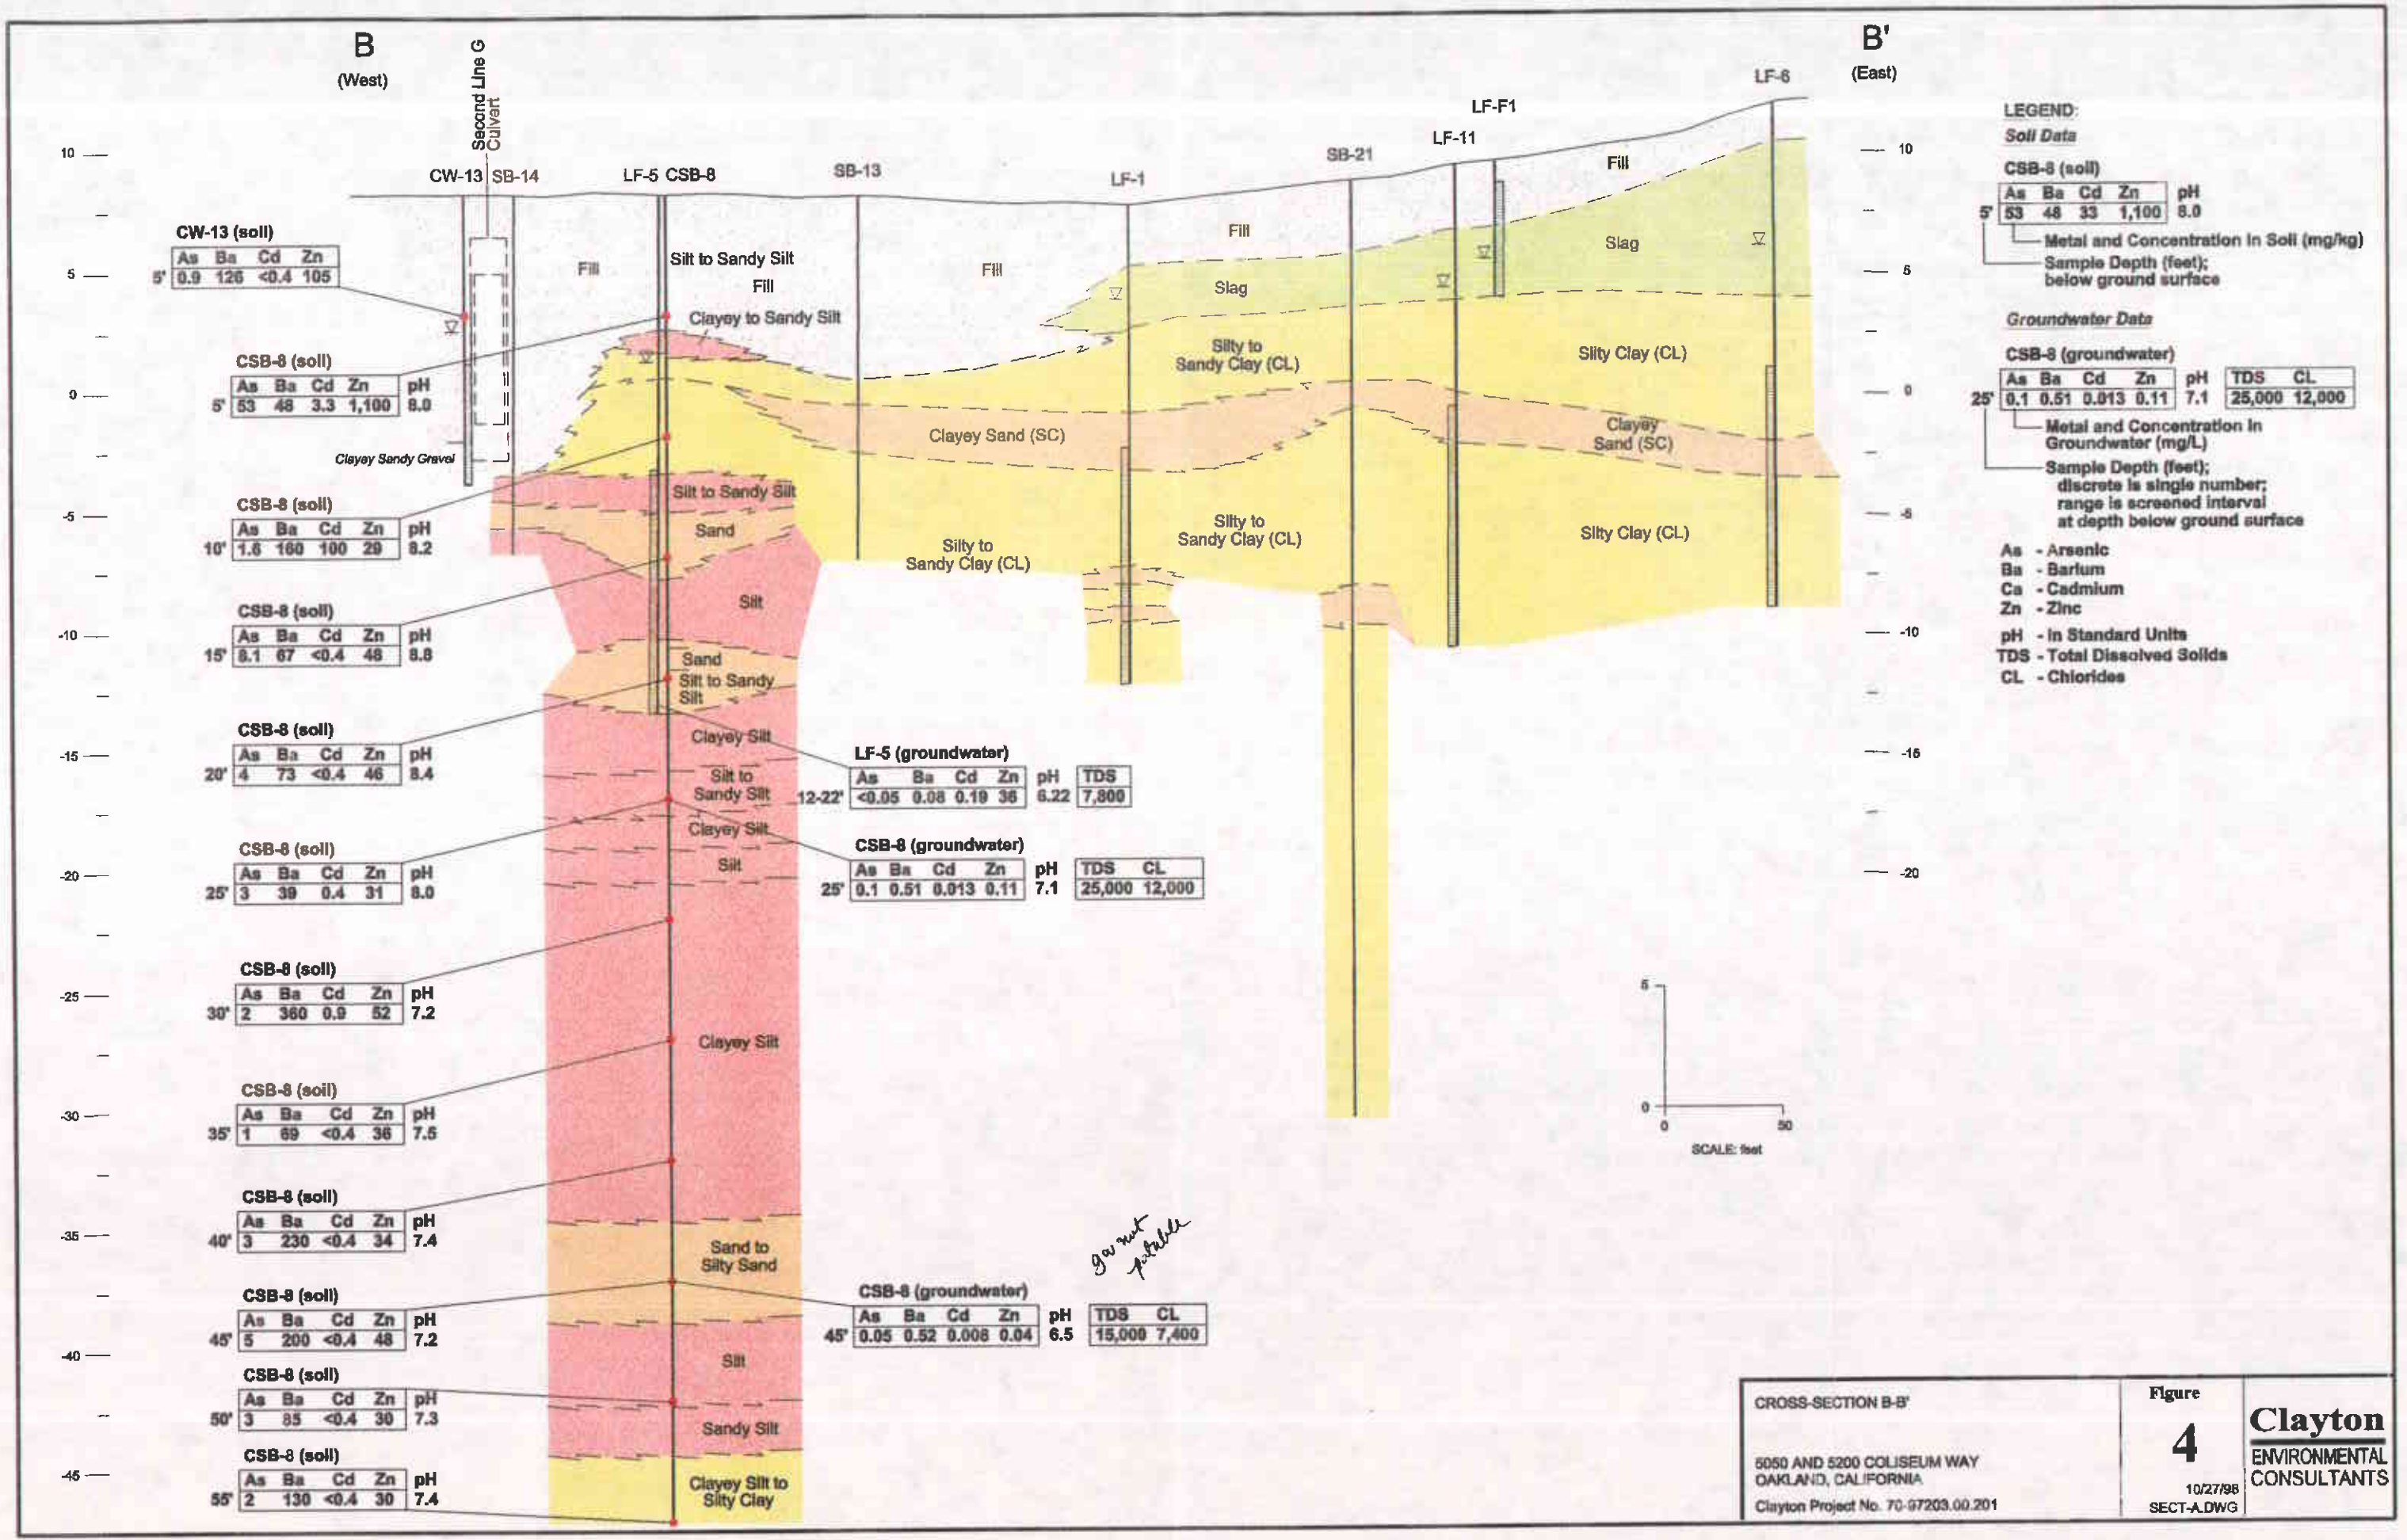 B
(West)
Second Line G
Culvert
B'
(East)
CW-13
SB-14
LF-5
CSB-8
SB-13
LF-1
SB-21
LF-11
LF-F1
LF-6
10
5
0
-5
-10
-15
-20
-25
-30
-35
-40
-45
CW-13 (soil)
As Ba Cd Zn
5' 0.9 126 <0.4 105
CSB-8 (soil)
As Ba Cd Zn pH
5' 53 48 3.3 1,100 8.0
CSB-8 (soil)
As Ba Cd Zn pH
10' 1.6 160 100 29 8.2
CSB-8 (soil)
As Ba Cd Zn pH
15' 8.1 67 <0.4 48 8.8
CSB-8 (soil)
As Ba Cd Zn pH
20' 4 73 <0.4 46 8.4
CSB-8 (soil)
As Ba Cd Zn pH
25' 3 39 0.4 31 8.0
CSB-8 (soil)
As Ba Cd Zn pH
30' 2 360 0.9 52 7.2
CSB-8 (soil)
As Ba Cd Zn pH
35' 1 69 <0.4 36 7.5
CSB-8 (soil)
As Ba Cd Zn pH
40' 3 230 <0.4 34 7.4
CSB-8 (soil)
As Ba Cd Zn pH
45' 5 200 <0.4 48 7.2
CSB-8 (soil)
As Ba Cd Zn pH
50' 3 85 <0.4 30 7.3
CSB-8 (soil)
As Ba Cd Zn pH
55' 2 130 <0.4 30 7.4
Clayey Sandy Gravel
Fill
Silt to Sandy Silt
Fill
Clayey to Sandy Silt
Silt to Sandy Silt
Sand
Silt
Sand
Silt to Sandy
Silt
Clayey Silt
Silt to
Sandy Silt
Clayey Silt
Silt
Clayey Silt
Sand to
Silty Sand
Silt
Sandy Silt
Clayey Silt to
Silty Clay
Fill
Clayey Sand (SC)
Silty to
Sandy Clay (CL)
Fill
Slag
Silty to
Sandy Clay (CL)
Silty to
Sandy Clay (CL)
Fill
Slag
Silty Clay (CL)
Clayey
Sand (SC)
Silty Clay (CL)
LF-5 (groundwater)
As Ba Cd Zn pH TDS
12-22' <0.05 0.08 0.19 36 6.22 7,800
CSB-8 (groundwater)
As Ba Cd Zn pH TDS CL
25' 0.1 0.51 0.013 0.11 7.1 25,000 12,000
not
potable
CSB-8 (groundwater)
As Ba Cd Zn pH TDS CL
45' 0.05 0.52 0.008 0.04 6.5 15,000 7,400
10
5
0
-5
-10
-15
-20
LEGEND:
Soil Data
CSB-8 (soil)
As Ba Cd Zn pH
5' 53 48 33 1,100 8.0
Metal and Concentration in Soil (mg/kg)
Sample Depth (feet);
below ground surface
Groundwater Data
CSB-8 (groundwater)
As Ba Cd Zn pH TDS CL
25' 0.1 0.51 0.013 0.11 7.1 25,000 12,000
Metal and Concentration in
Groundwater (mg/L)
Sample Depth (feet);
discrete is single number;
range is screened interval
at depth below ground surface
As - Arsenic
Ba - Barium
Ca - Cadmium
Zn - Zinc
pH - In Standard Units
TDS - Total Dissolved Solids
CL - Chlorides
5
0
0 50
SCALE: feet
CROSS-SECTION B-B'
5050 AND 5200 COLISEUM WAY
OAKLAND, CALIFORNIA
Clayton Project No. 70-97203.00.201
Figure
4
10/27/98
SECT-A.DWG
Clayton
ENVIRONMENTAL
CONSULTANTS